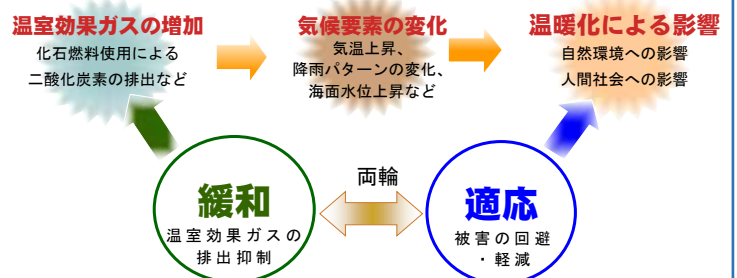 温室効果ガスの増加
化石燃料使用による
二酸化炭素の排出など
気候要素の変化
気温上昇、
降雨パターンの変化、
海面水位上昇など
温暖化による影響
自然環境への影響
人間社会への影響
緩和
温室効果ガスの
排出抑制
両輪
適応
被害の回避
・軽減